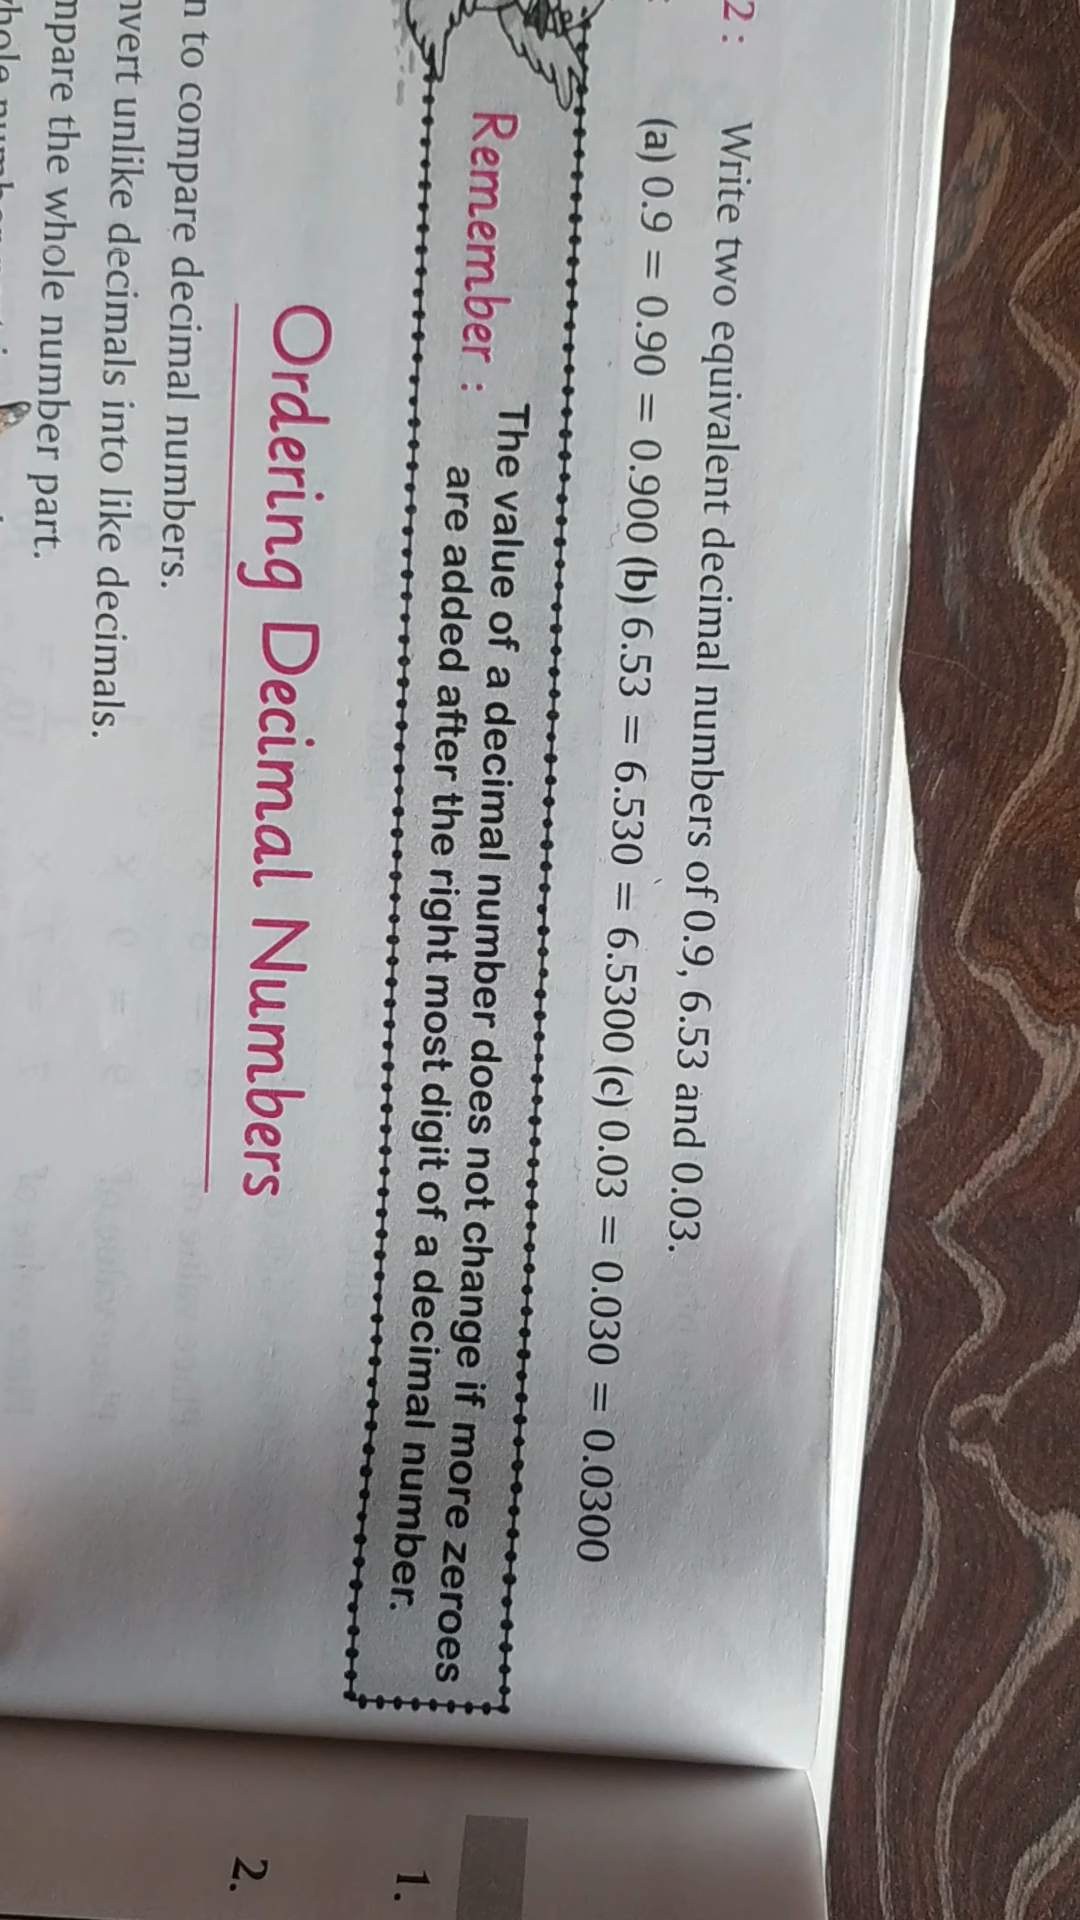 2 : Write two equivalent decimal numbers of 0.9, 6.53 and 0.03.
: (a) 0.9 = 0.90 = 0.900 (b) 6.53 = 6.530 = 6.5300 (c) 0.03 = 0.030 = 0.0300
Remember : The value of a decimal number does not change if more zeroes
are added after the right most digit of a decimal number.
Ordering Decimal Numbers
n to compare decimal numbers.
nvert unlike decimals into like decimals.
mpare the whole number part.
1.
2.